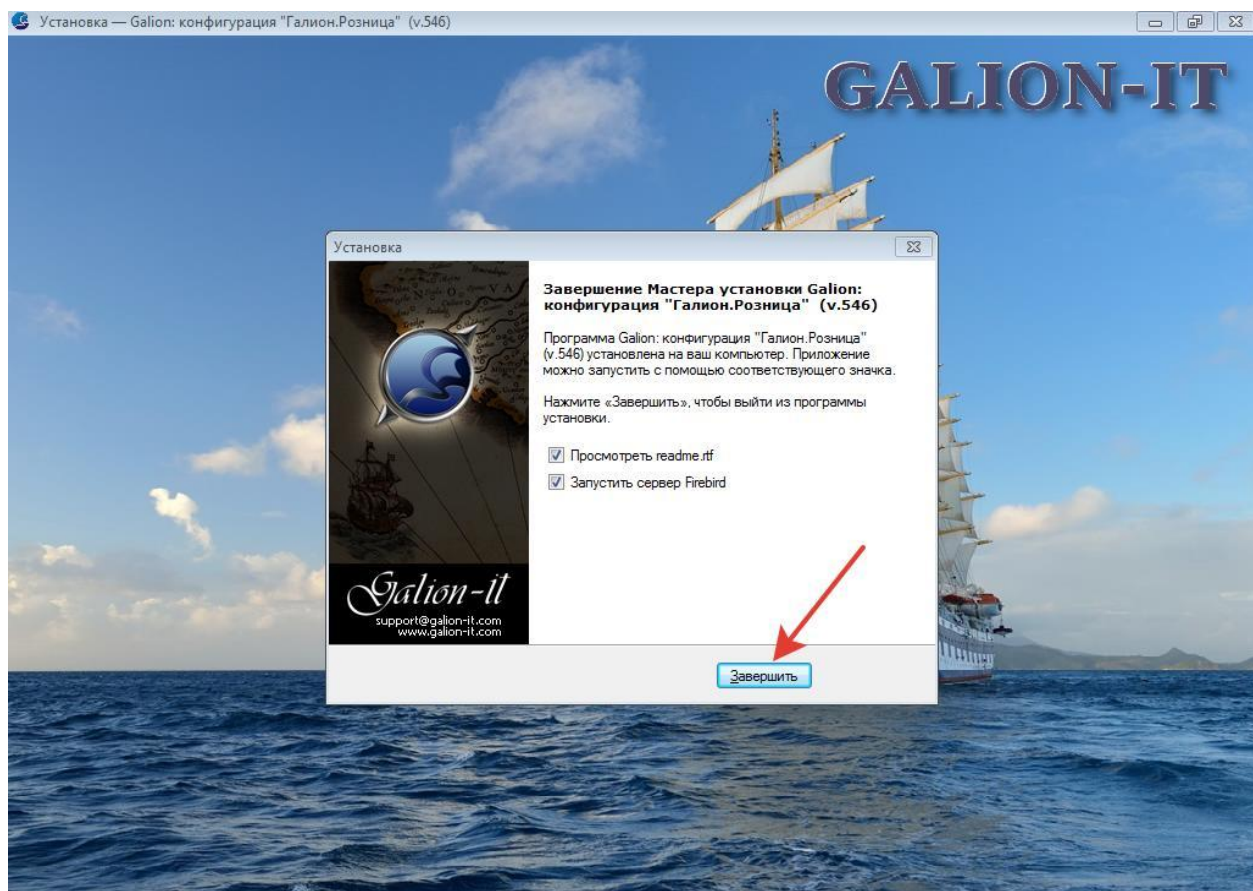 Установка — Galion: конфигурация "Галион.Розница" (v.546)
GALION-IT
Установка
Завершение Мастера установки Galion:
конфигурация "Галион.Розница" (v.546)
Программа Galion: конфигурация "Галион.Розница"
(v.546) установлена на ваш компьютер. Приложение
можно запустить с помощью соответствующего значка.
Нажмите «Завершить», чтобы выйти из программы
установки.
Просмотреть readme.rtf
Запустить сервер Firebird
Galion-it
support@galion-it.com
www.galion-it.com
Завершить